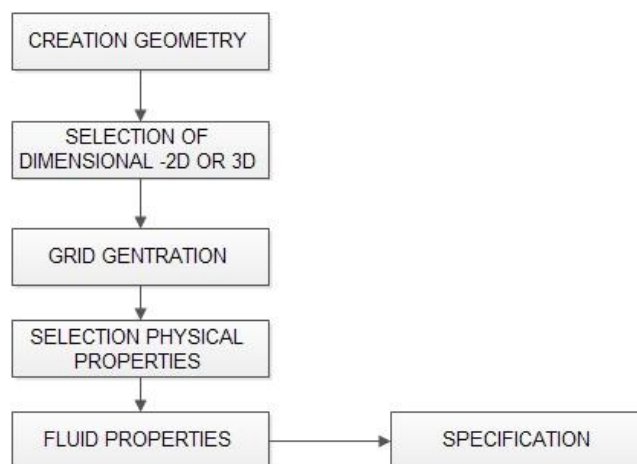 CREATION GEOMETRY
SELECTION OF
DIMENSIONAL -2D OR 3D
GRID GENTRATION
SELECTION PHYSICAL
PROPERTIES
FLUID PROPERTIES
SPECIFICATION